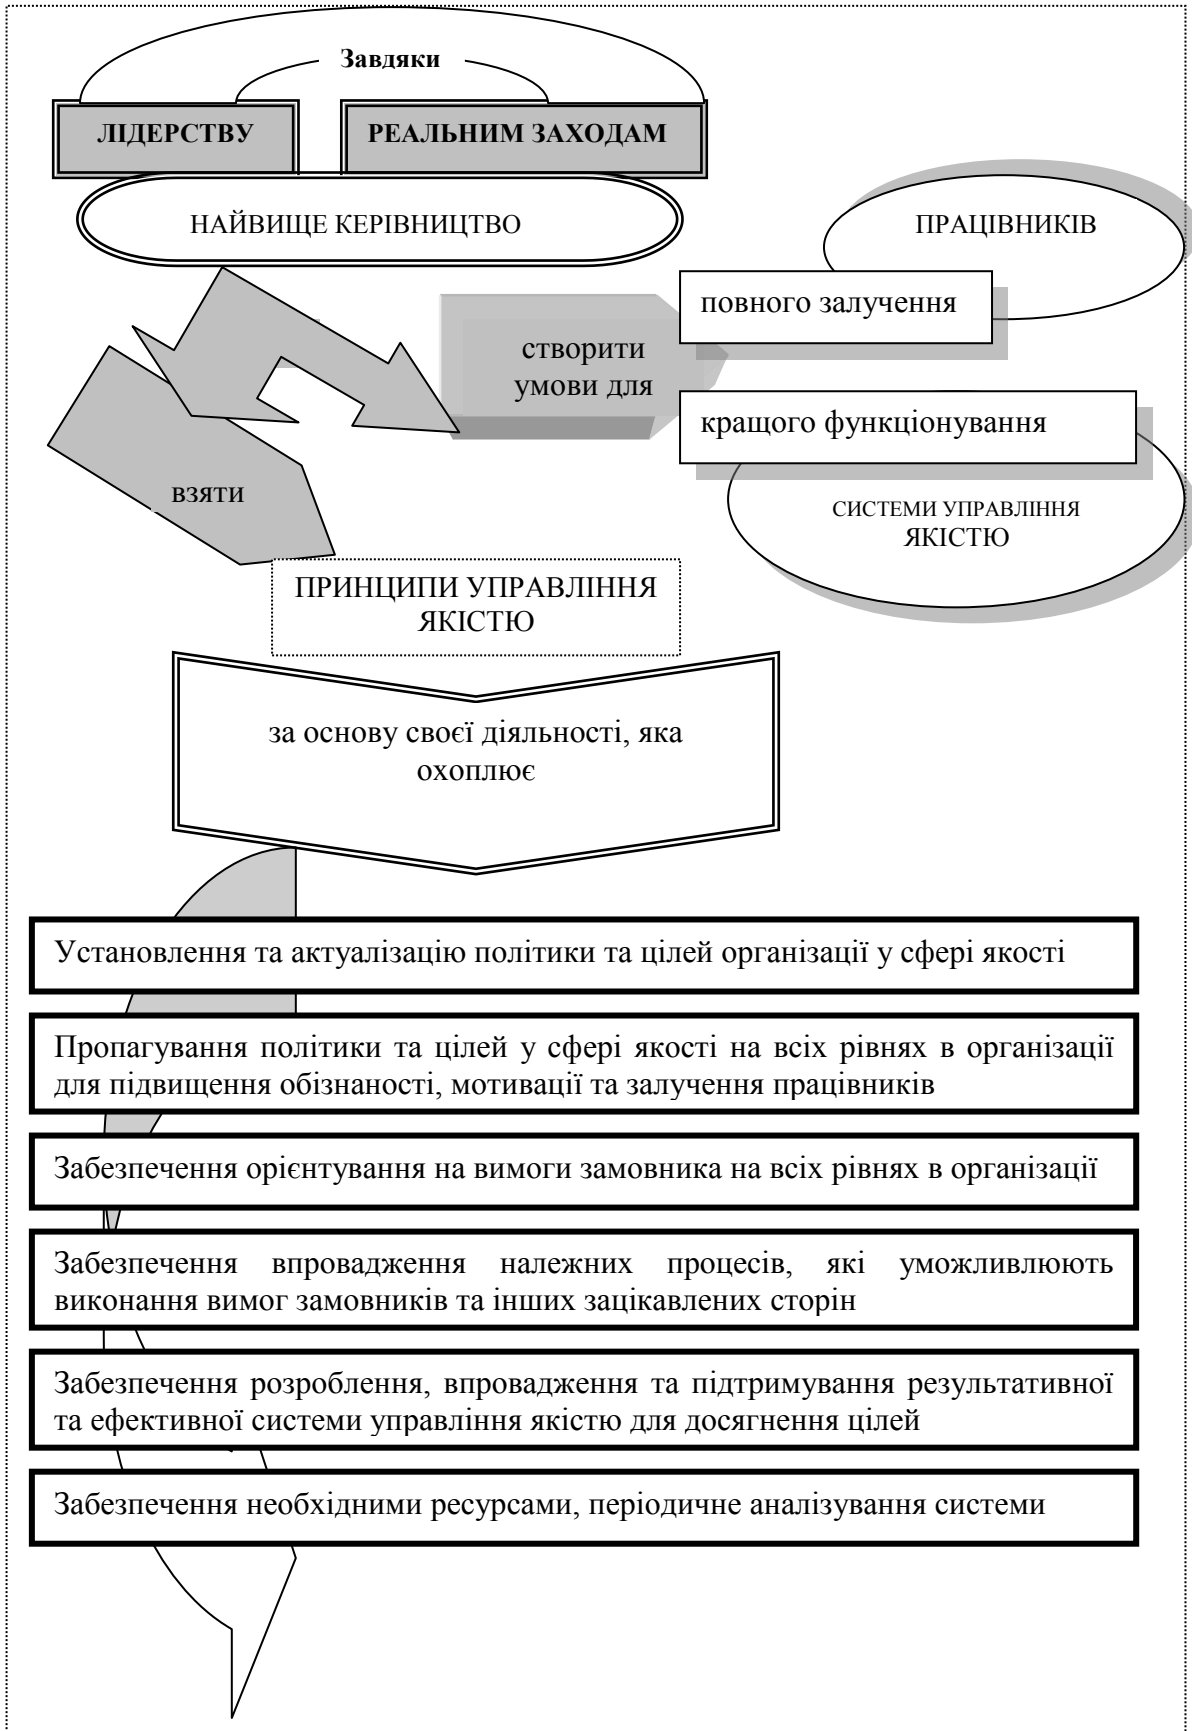 Завдяки
ЛІДЕРСТВУ
РЕАЛЬНИМ ЗАХОДАМ
НАЙВИЩЕ КЕРІВНИЦТВО
ПРАЦІВНИКІВ
повного залучення
створити
умови для
кращого функціонування
СИСТЕМИ УПРАВЛІННЯ
ЯКІСТЮ
взяти
ПРИНЦИПИ УПРАВЛІННЯ
ЯКІСТЮ
за основу своєї діяльності, яка
охоплює
Установлення та актуалізацію політики та цілей організації у сфері якості
Пропагування політики та цілей у сфері якості на всіх рівнях в організації
для підвищення обізнаності, мотивації та залучення працівників
Забезпечення орієнтування на вимоги замовника на всіх рівнях в організації
Забезпечення впровадження належних процесів, які уможливлюють
виконання вимог замовників та інших зацікавлених сторін
Забезпечення розроблення, впровадження та підтримування результативної
та ефективної системи управління якістю для досягнення цілей
Забезпечення необхідними ресурсами, періодичне аналізування системи